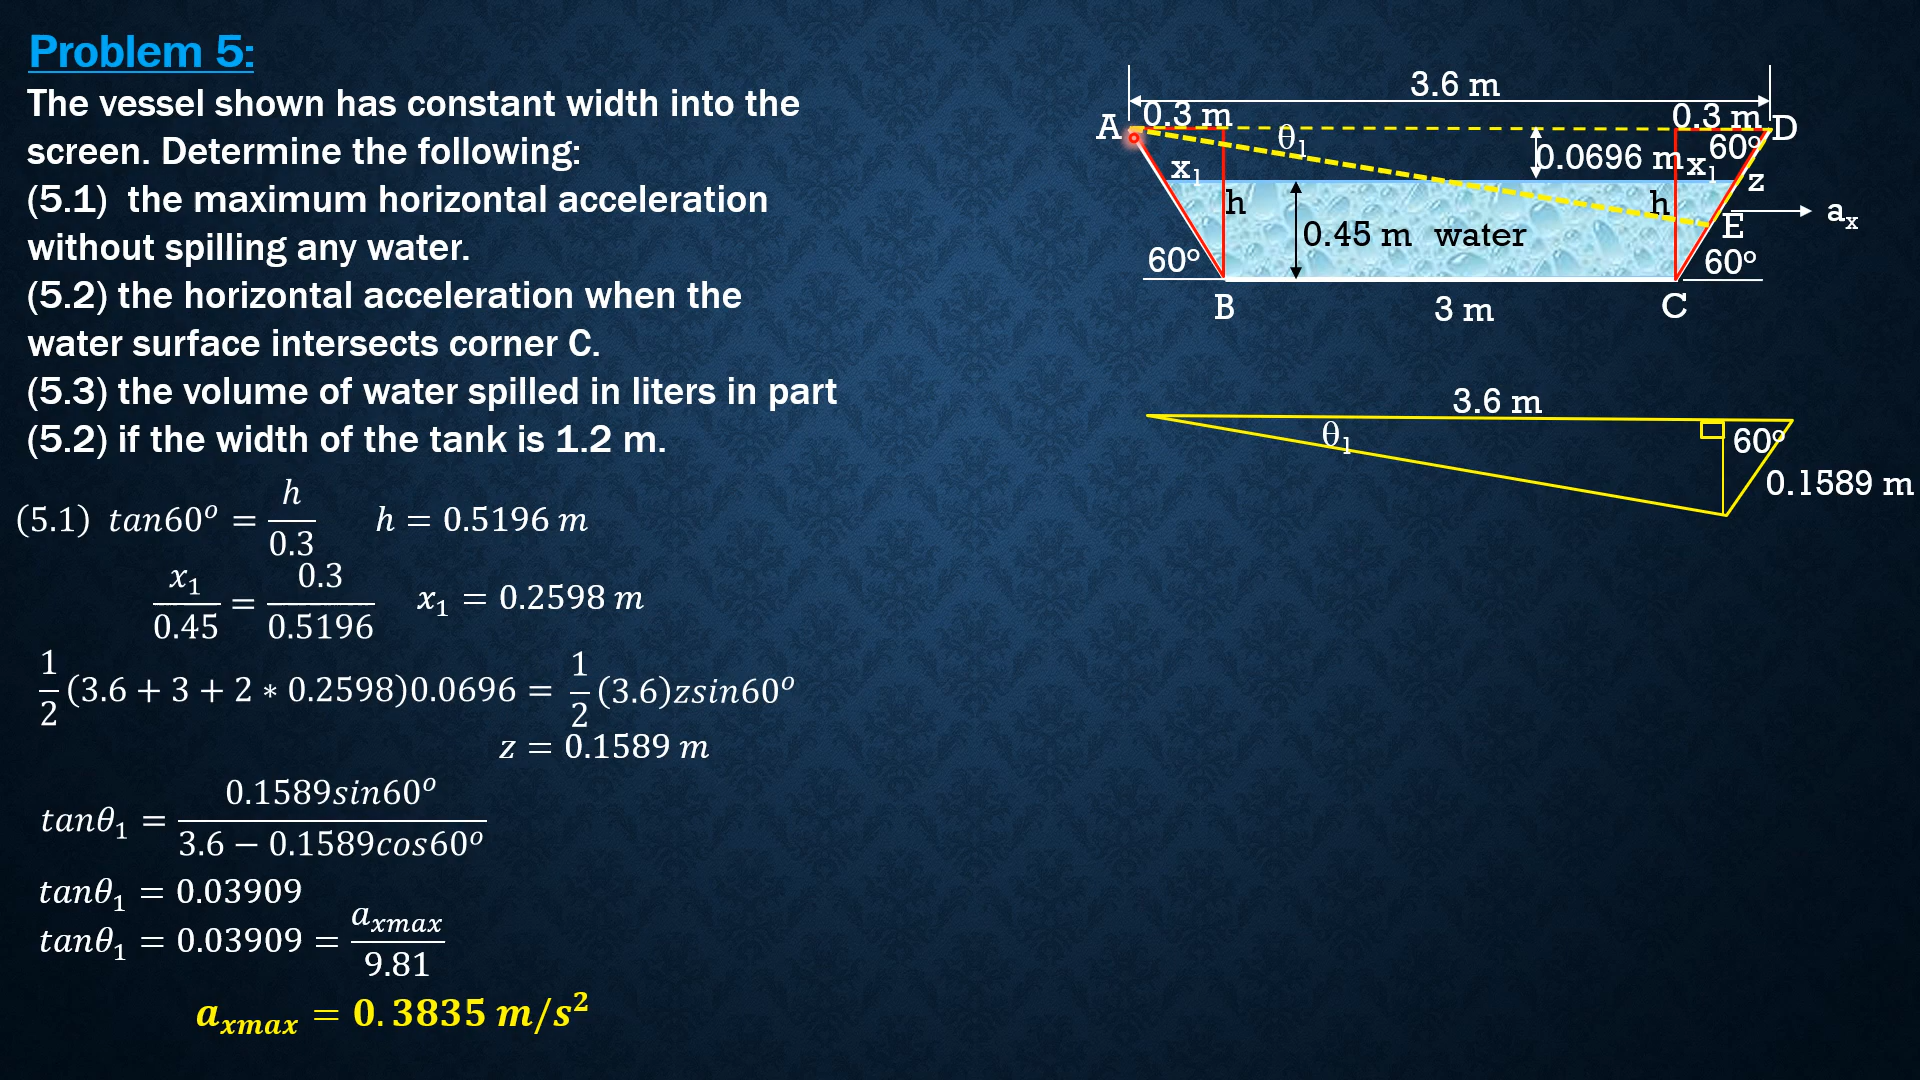 Problem 5:
The vessel shown has constant width into the
screen. Determine the following:
(5.1) the maximum horizontal acceleration
without spilling any water.
(5.2) the horizontal acceleration when the
water surface intersects corner C.
(5.3) the volume of water spilled in liters in part
(5.2) if the width of the tank is 1.2 m.
(5.1) tan60° = h/0.3 h = 0.5196 m
x₁/0.45 = 0.3/0.5196 x₁ = 0.2598 m
1/2 (3.6 + 3 + 2 * 0.2598)0.0696 = 1/2 (3.6)zsin60°
z = 0.1589 m
tanθ₁ = 0.1589sin60°/3.6 − 0.1589cos60°
tanθ₁ = 0.03909
tanθ₁ = 0.03909 = aₓₘₐₓ/9.81
aₓₘₐₓ = 0.3835 m/s²
3.6 m
A 0.3 m θ₁ 0.3 m D
x₁ 0.0696 m x₁ 60° z
h h
0.45 m water E aₓ
60° 60°
B 3 m C
3.6 m
θ₁ 60°
0.1589 m